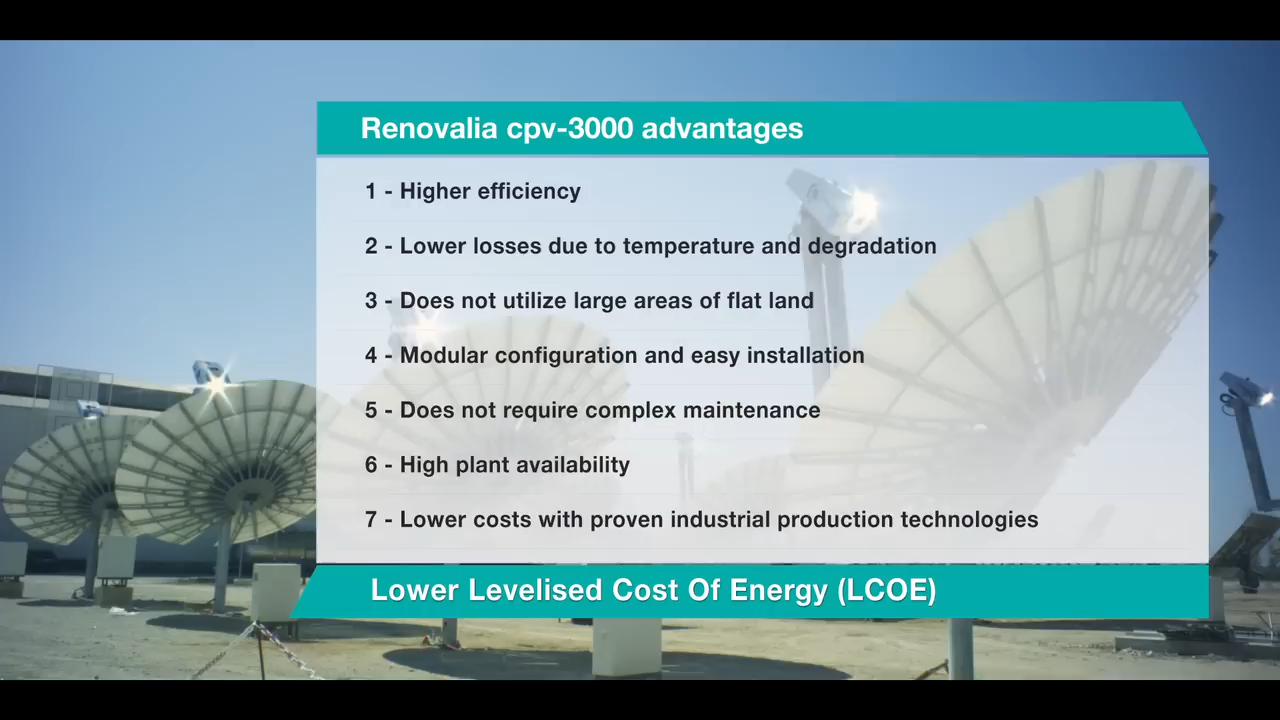 Renovalia cpv-3000 advantages
1 - Higher efficiency
2 - Lower losses due to temperature and degradation
3 - Does not utilize large areas of flat land
4 - Modular configuration and easy installation
5 - Does not require complex maintenance
6 - High plant availability
7 - Lower costs with proven industrial production technologies
Lower Levelised Cost Of Energy (LCOE)